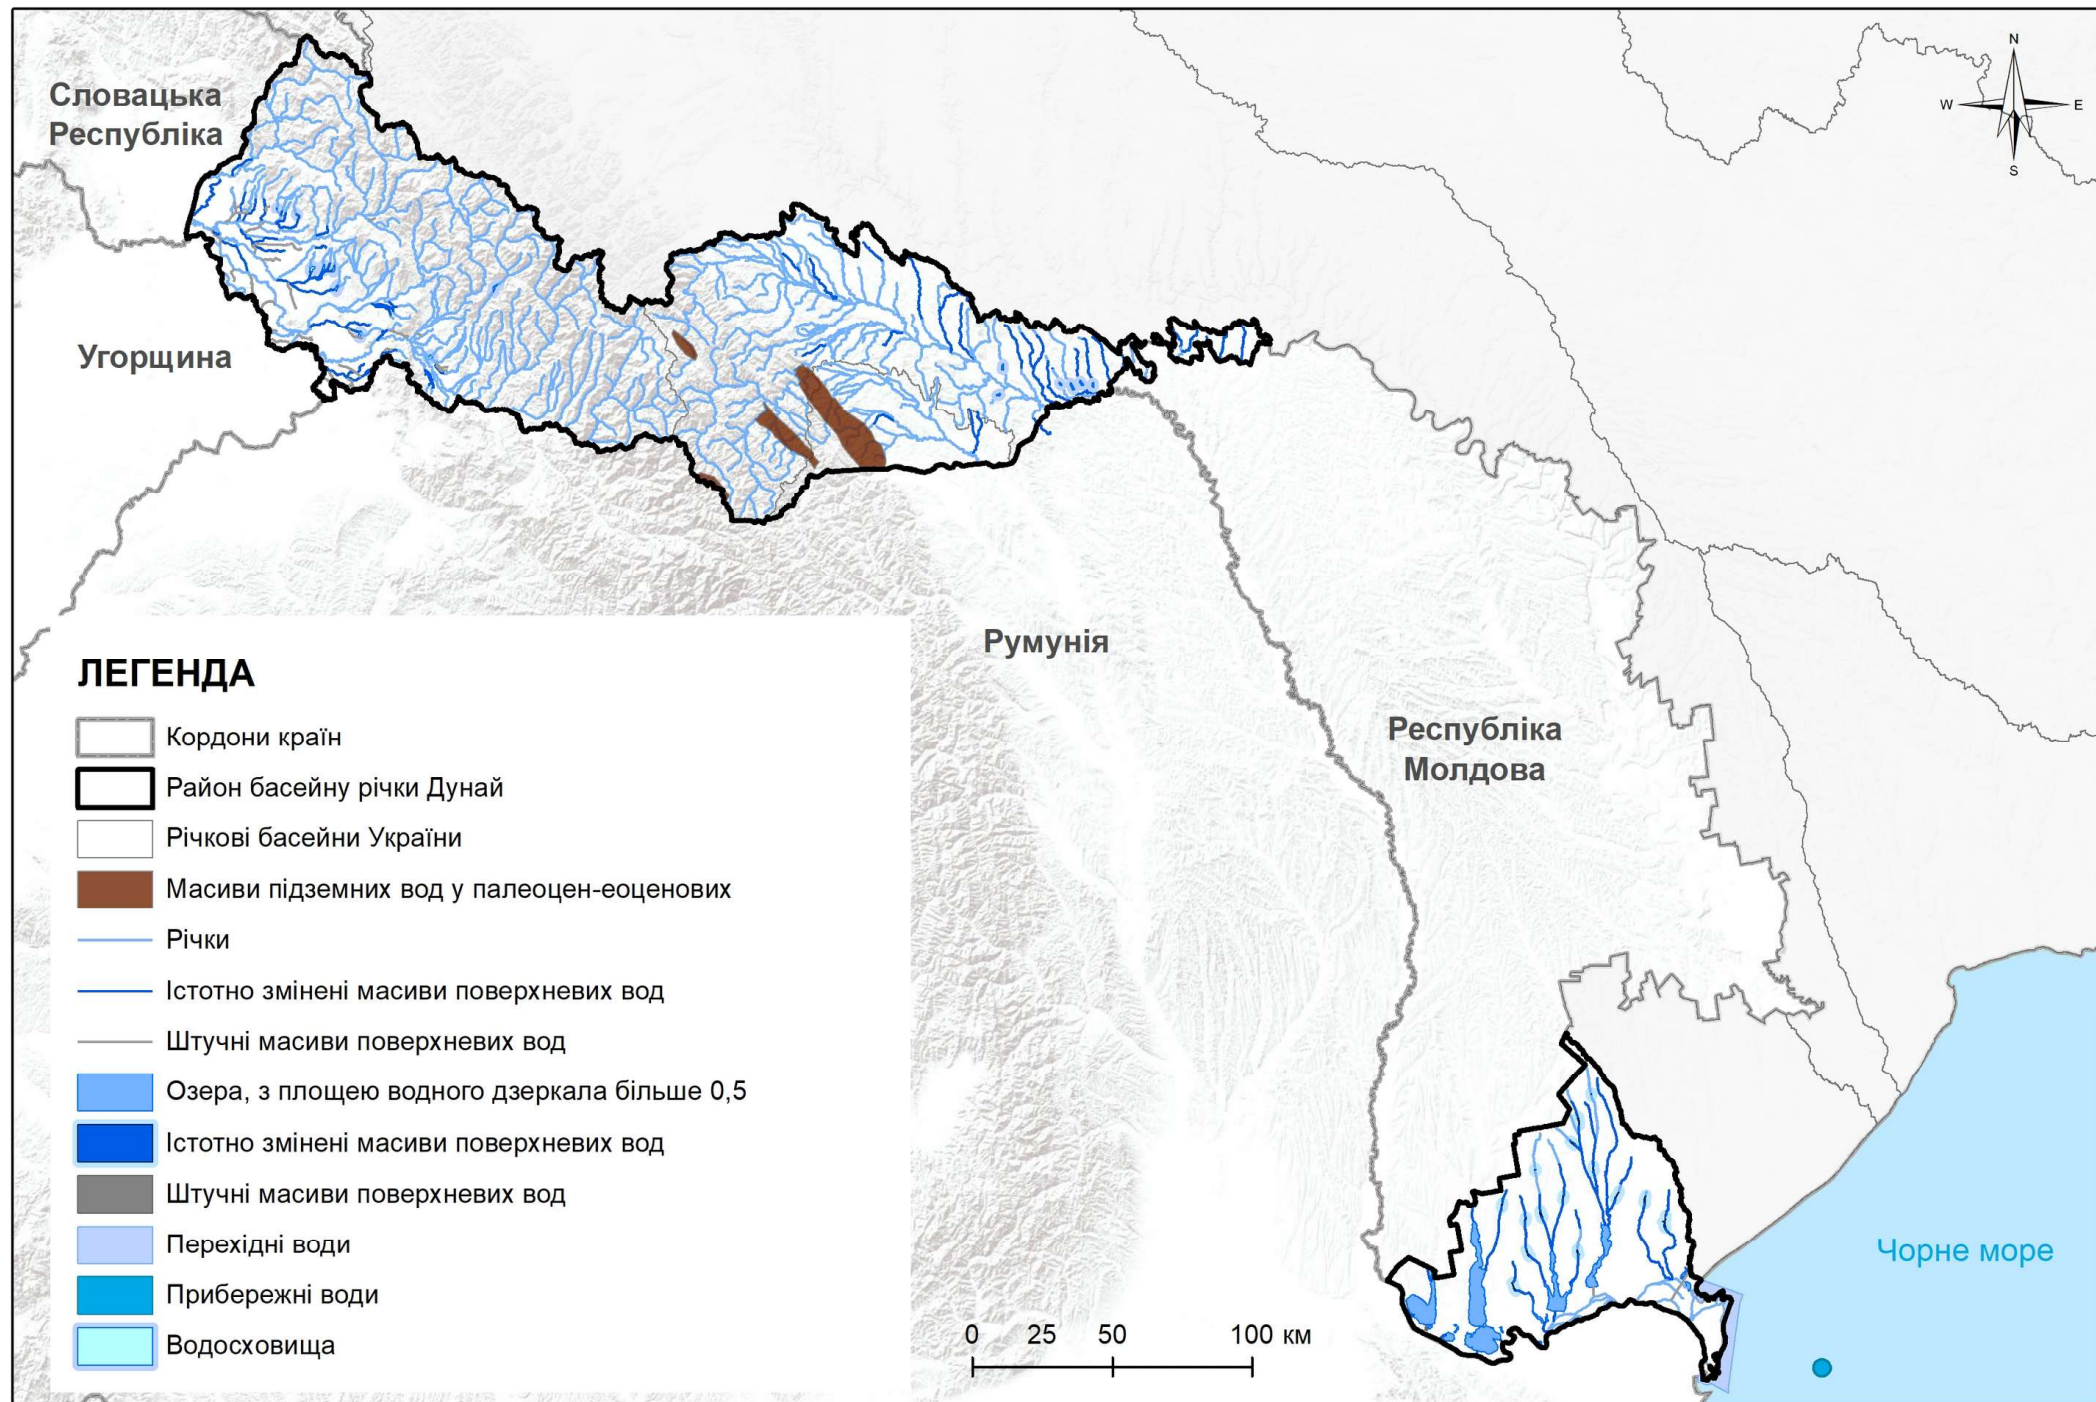 N
W
E
S
Словацька
Республіка
Угорщина
Румунія
Республіка
Молдова
Чорне море
ЛЕГЕНДА
Кордони країн
Район басейну річки Дунай
Річкові басейни України
Масиви підземних вод у палеоцен-еоценових
Річки
Істотно змінені масиви поверхневих вод
Штучні масиви поверхневих вод
Озера, з площею водного дзеркала більше 0,5
Істотно змінені масиви поверхневих вод
Штучні масиви поверхневих вод
Перехідні води
Прибережні води
Водосховища
0 25 50 100 км